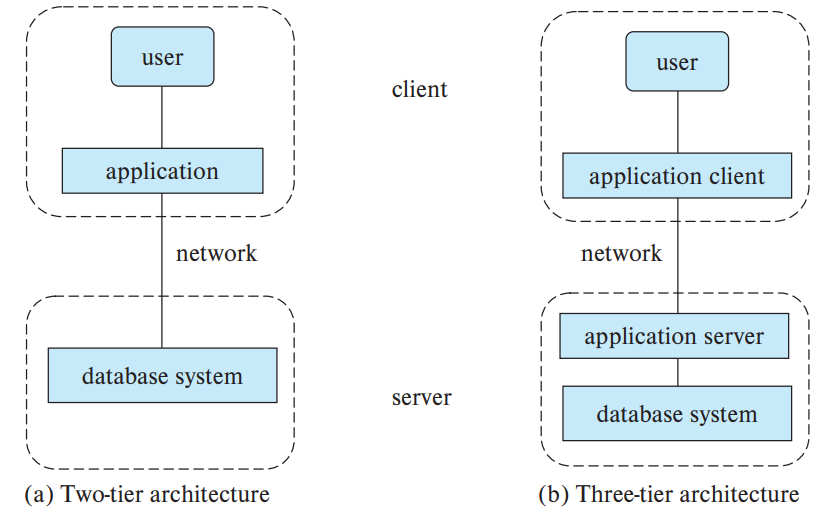 user
application
network
database system
(a) Two-tier architecture
client
server
user
application client
network
application server
database system
(b) Three-tier architecture